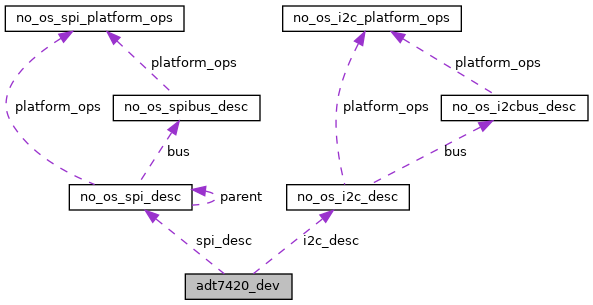 no_os_spi_platform_ops no_os_i2c_platform_ops
platform_ops platform_ops
no_os_spibus_desc no_os_i2cbus_desc
platform_ops platform_ops
bus bus
no_os_spi_desc parent no_os_i2c_desc
spi_desc i2c_desc
adt7420_dev